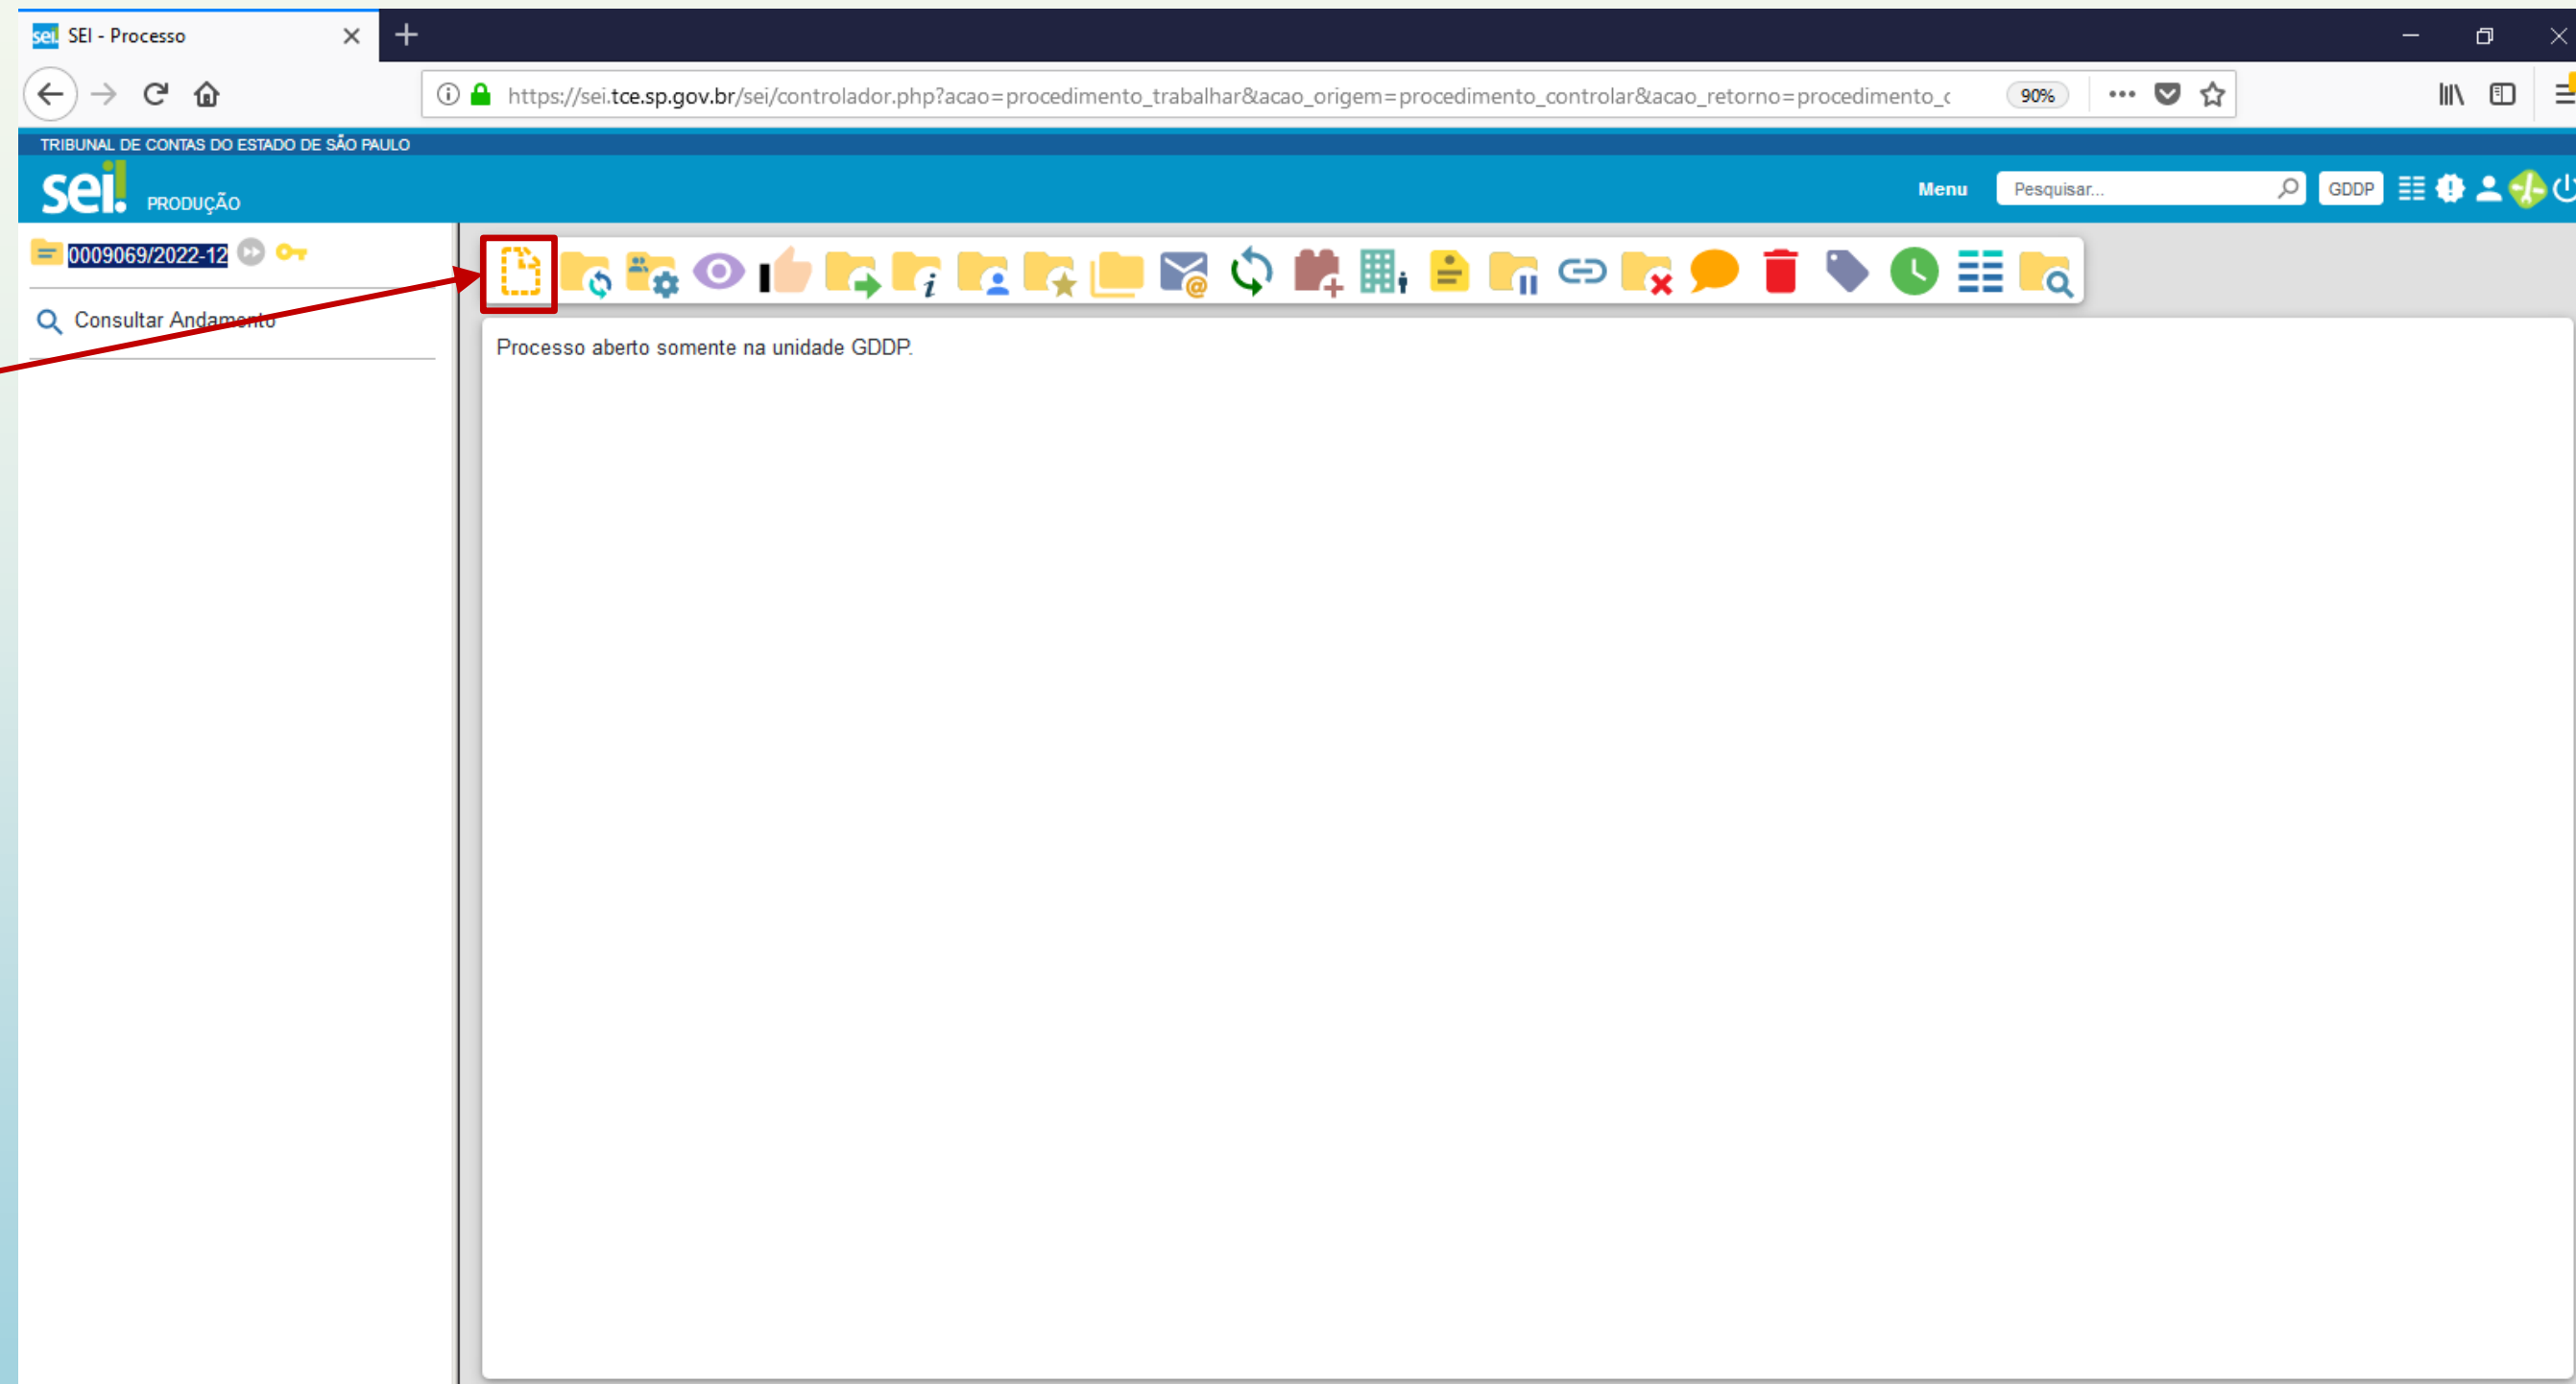 sei! SEI - Processo
https://sei.tce.sp.gov.br/sei/controlador.php?acao=procedimento_trabalhar&acao_origem=procedimento_controlar&acao_retorno=procedimento_c 90%
TRIBUNAL DE CONTAS DO ESTADO DE SÃO PAULO
sei! PRODUÇÃO Menu Pesquisar... GDDP
0009069/2022-12
Consultar Andamento
Processo aberto somente na unidade GDDP.